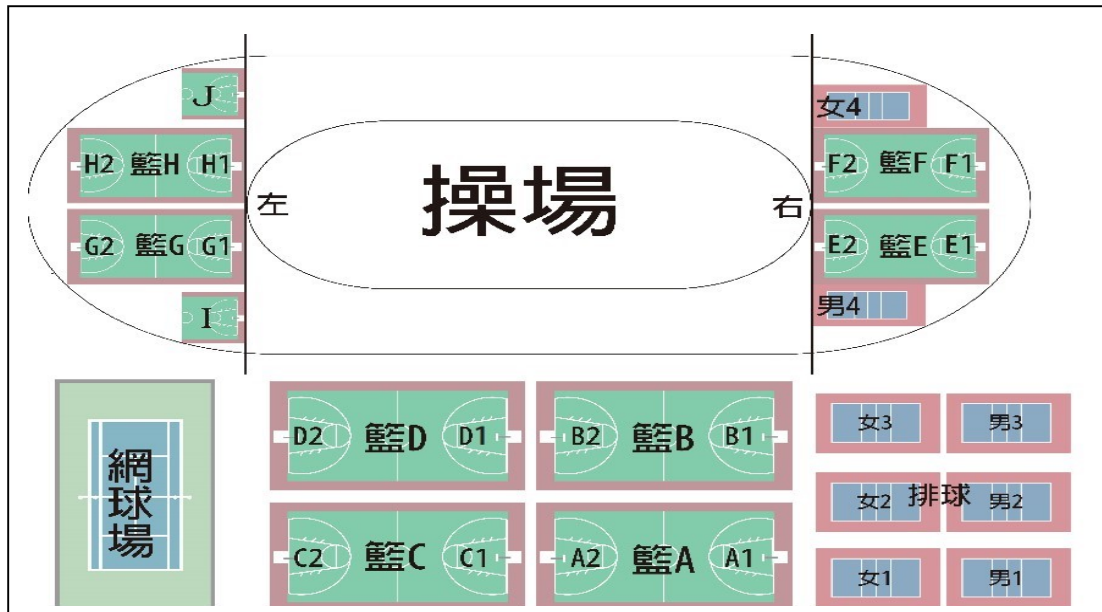 J
女4
H2 籃H H1
F2 籃F F1
左
操場
右
G2 籃G G1
E2 籃E E1
I
男4
網球場
D2 籃D D1
B2 籃B B1
女3
男3
女2
排球
男2
C2 籃C C1
A2 籃A A1
女1
男1